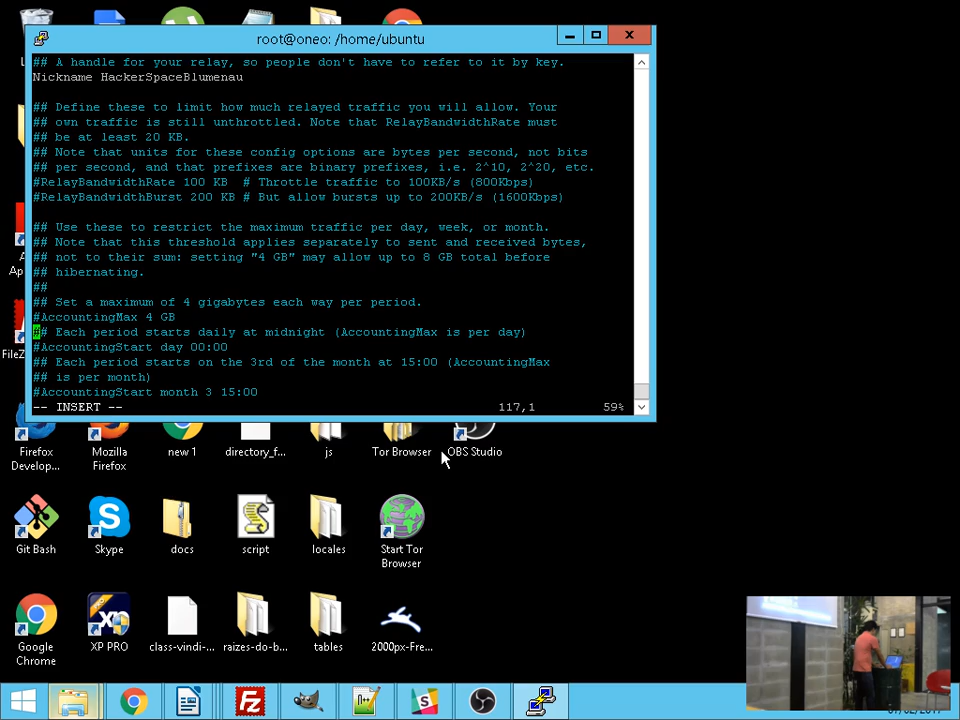 root@oneo: /home/ubuntu
## A handle for your relay, so people don't have to refer to it by key.
Nickname HackerSpaceBlumenau
## Define these to limit how much relayed traffic you will allow. Your
## own traffic is still unthrottled. Note that RelayBandwidthRate must
## be at least 20 KB.
## Note that units for these config options are bytes per second, not bits
## per second, and that prefixes are binary prefixes, i.e. 2^10, 2^20, etc.
#RelayBandwidthRate 100 KB  # Throttle traffic to 100KB/s (800Kbps)
#RelayBandwidthBurst 200 KB # But allow bursts up to 200KB/s (1600Kbps)
## Use these to restrict the maximum traffic per day, week, or month.
## Note that this threshold applies separately to sent and received bytes,
## not to their sum: setting "4 GB" may allow up to 8 GB total before
## hibernating.
##
## Set a maximum of 4 gigabytes each way per period.
#AccountingMax 4 GB
## Each period starts daily at midnight (AccountingMax is per day)
#AccountingStart day 00:00
## Each period starts on the 3rd of the month at 15:00 (AccountingMax
## is per month)
#AccountingStart month 3 15:00
-- INSERT -- 117,1 59%
Firefox Develop...
Mozilla Firefox
new 1
directory_f...
js
Tor Browser
OBS Studio
Git Bash
Skype
docs
script
locales
Start Tor Browser
Google Chrome
XP PRO
class-vindi-...
raizes-do-b...
tables
2000px-Fre...